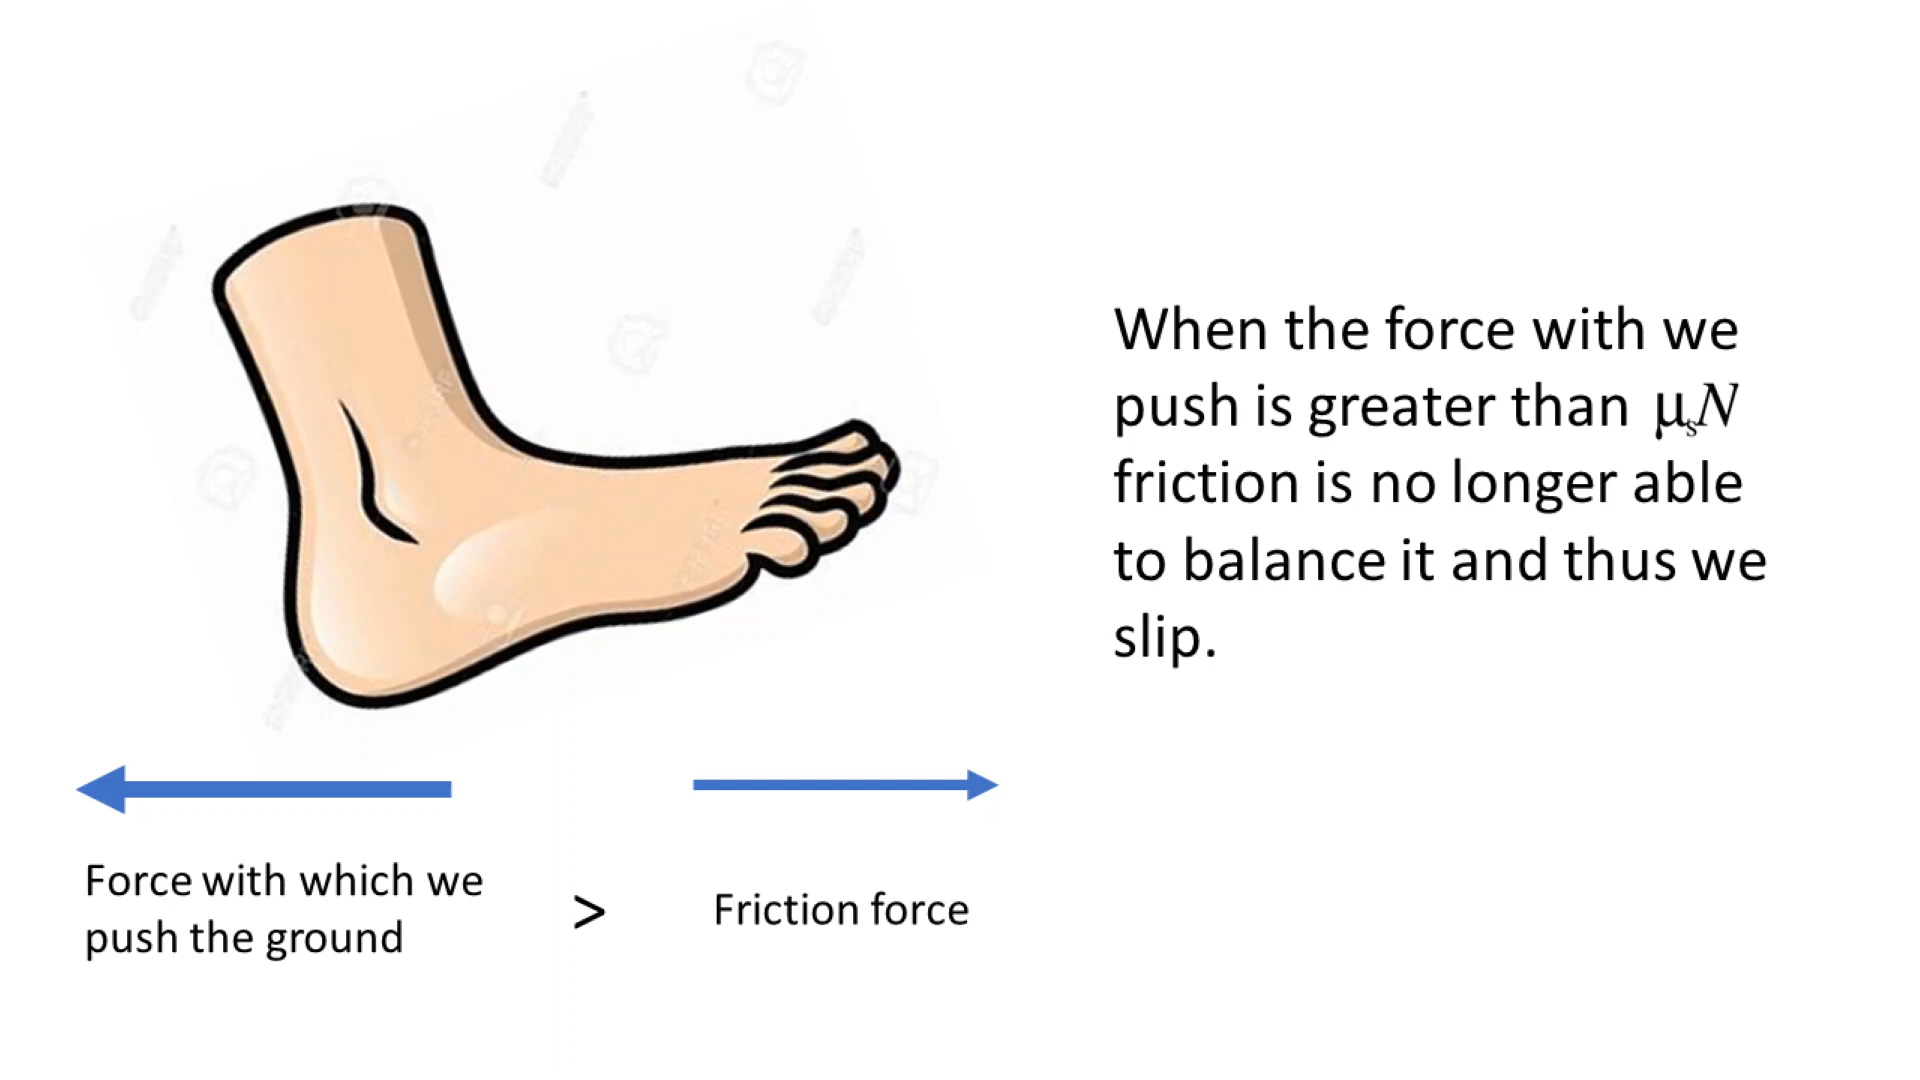 When the force with we
push is greater than μₛN
friction is no longer able
to balance it and thus we
slip.
Force with which we
push the ground
>
Friction force